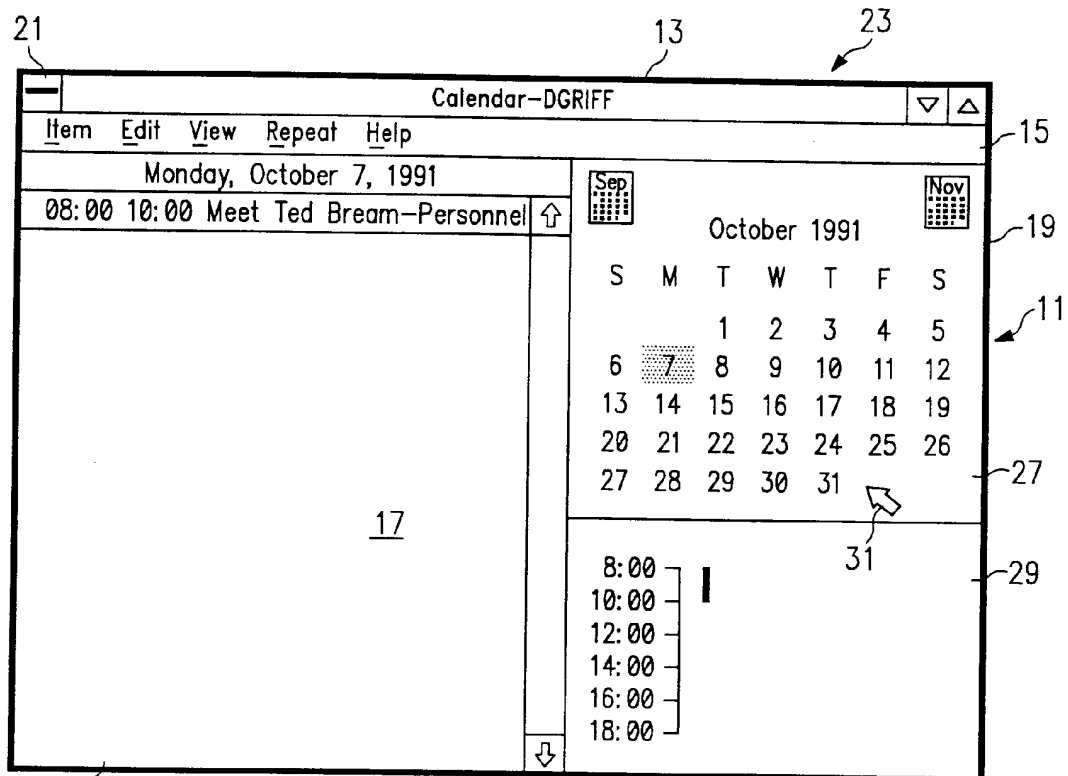 21
13
23
Calendar-DGRIFF
Item Edit View Repeat Help
15
Monday, October 7, 1991
08:00 10:00 Meet Ted Bream-Personnel
Sep
Nov
October 1991
19
S M T W T F S
11
1 2 3 4 5
6 7 8 9 10 11 12
13 14 15 16 17 18 19
20 21 22 23 24 25 26
27 28 29 30 31
27
17
31
8:00
29
10:00
12:00
14:00
16:00
18:00